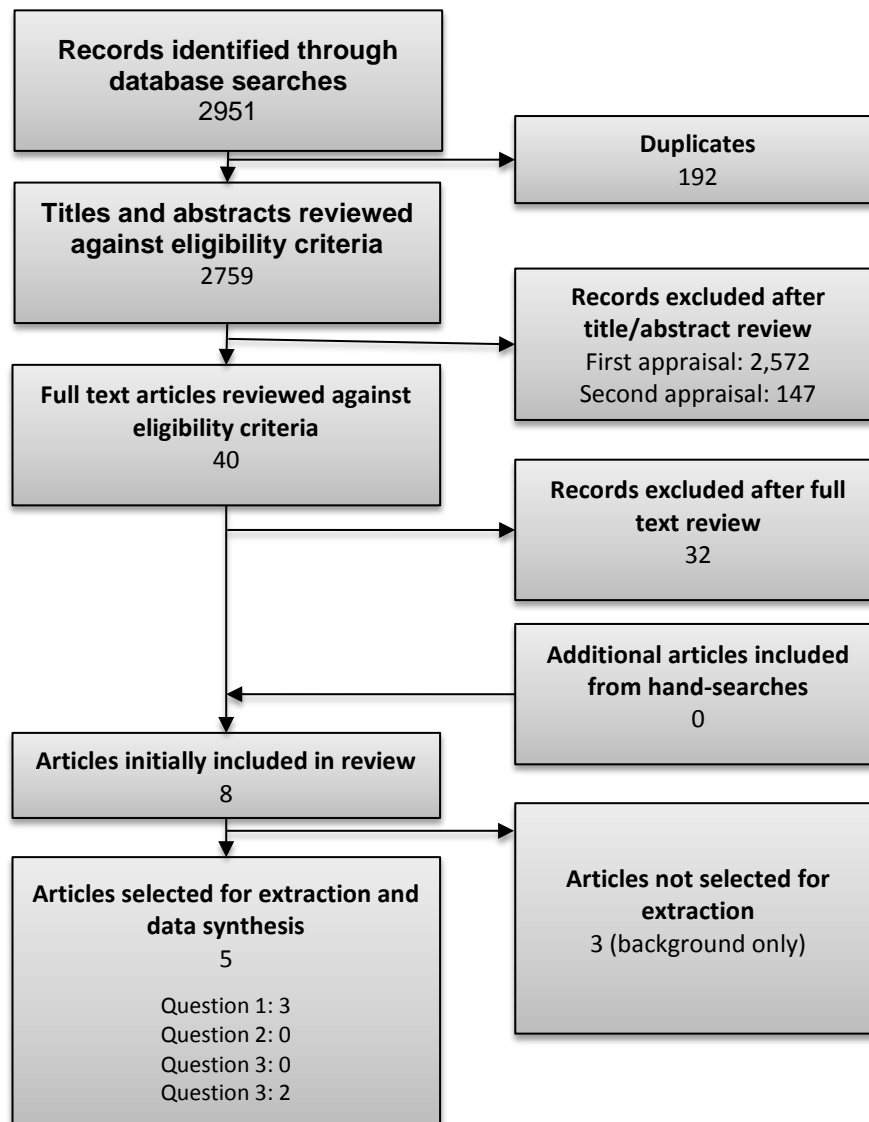 Records identified through
database searches
2951
Duplicates
192
Titles and abstracts reviewed
against eligibility criteria
2759
Records excluded after
title/abstract review
First appraisal: 2,572
Second appraisal: 147
Full text articles reviewed against
eligibility criteria
40
Records excluded after full
text review
32
Additional articles included
from hand-searches
0
Articles initially included in review
8
Articles not selected for
extraction
3 (background only)
Articles selected for extraction and
data synthesis
5
Question 1: 3
Question 2: 0
Question 3: 0
Question 3: 2